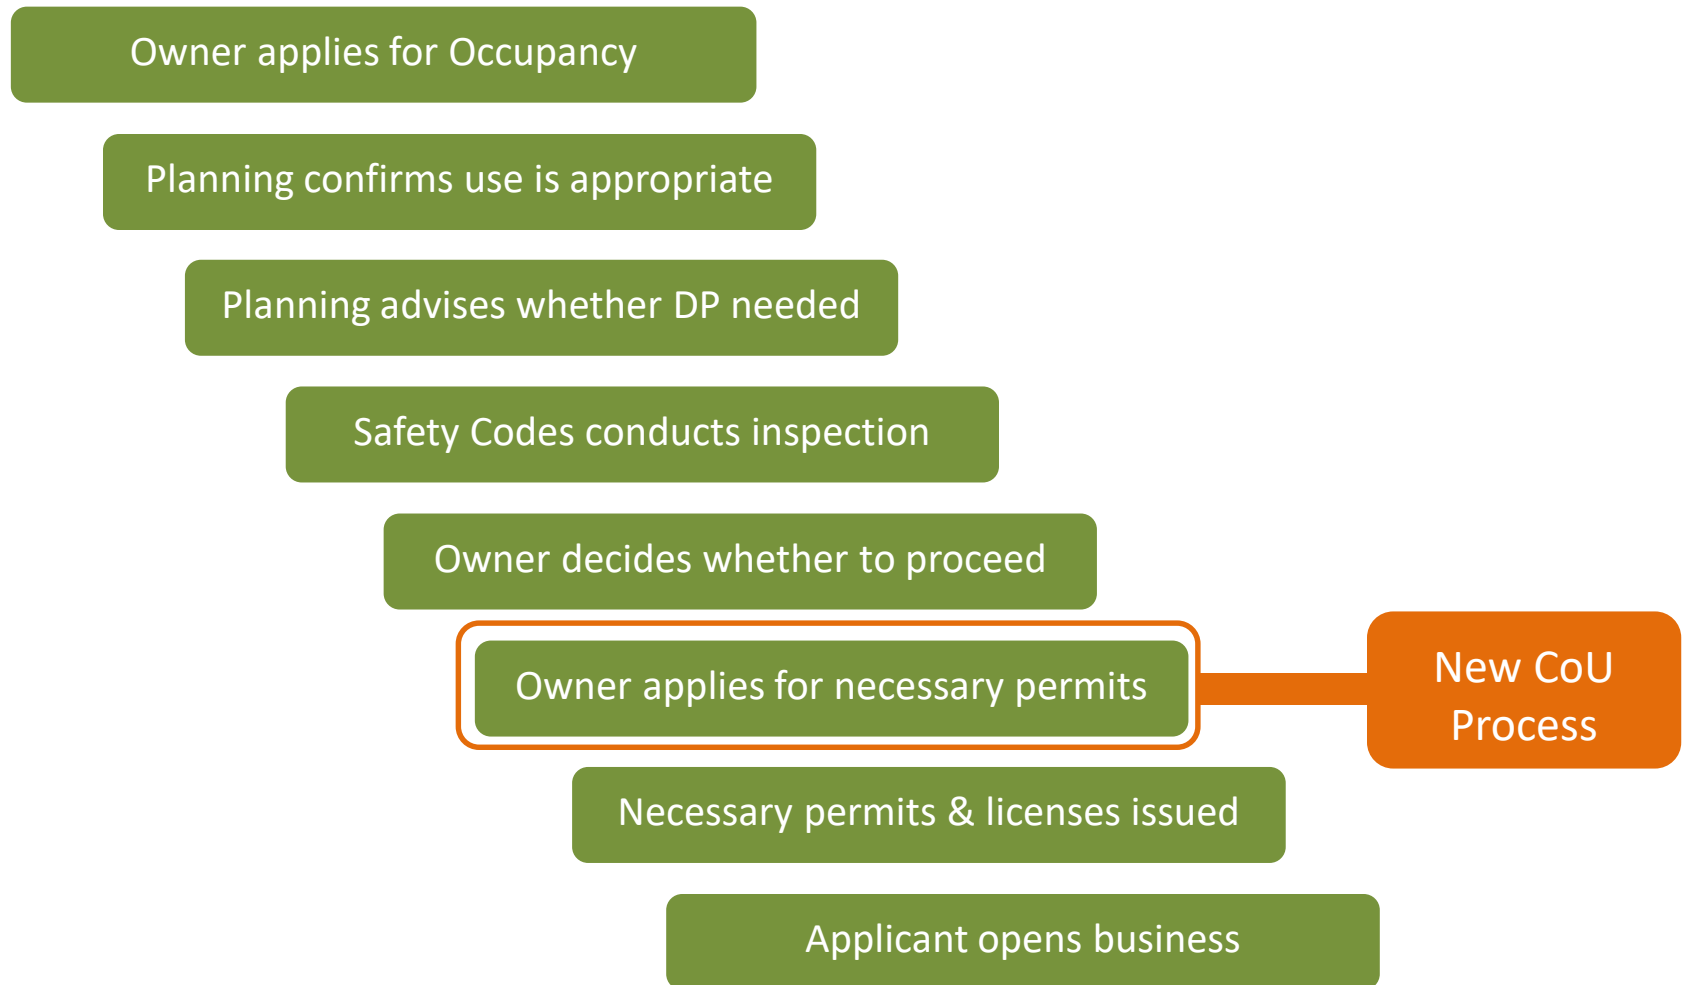 Owner applies for Occupancy
Planning confirms use is appropriate
Planning advises whether DP needed
Safety Codes conducts inspection
Owner decides whether to proceed
Owner applies for necessary permits
New CoU
Process
Necessary permits & licenses issued
Applicant opens business